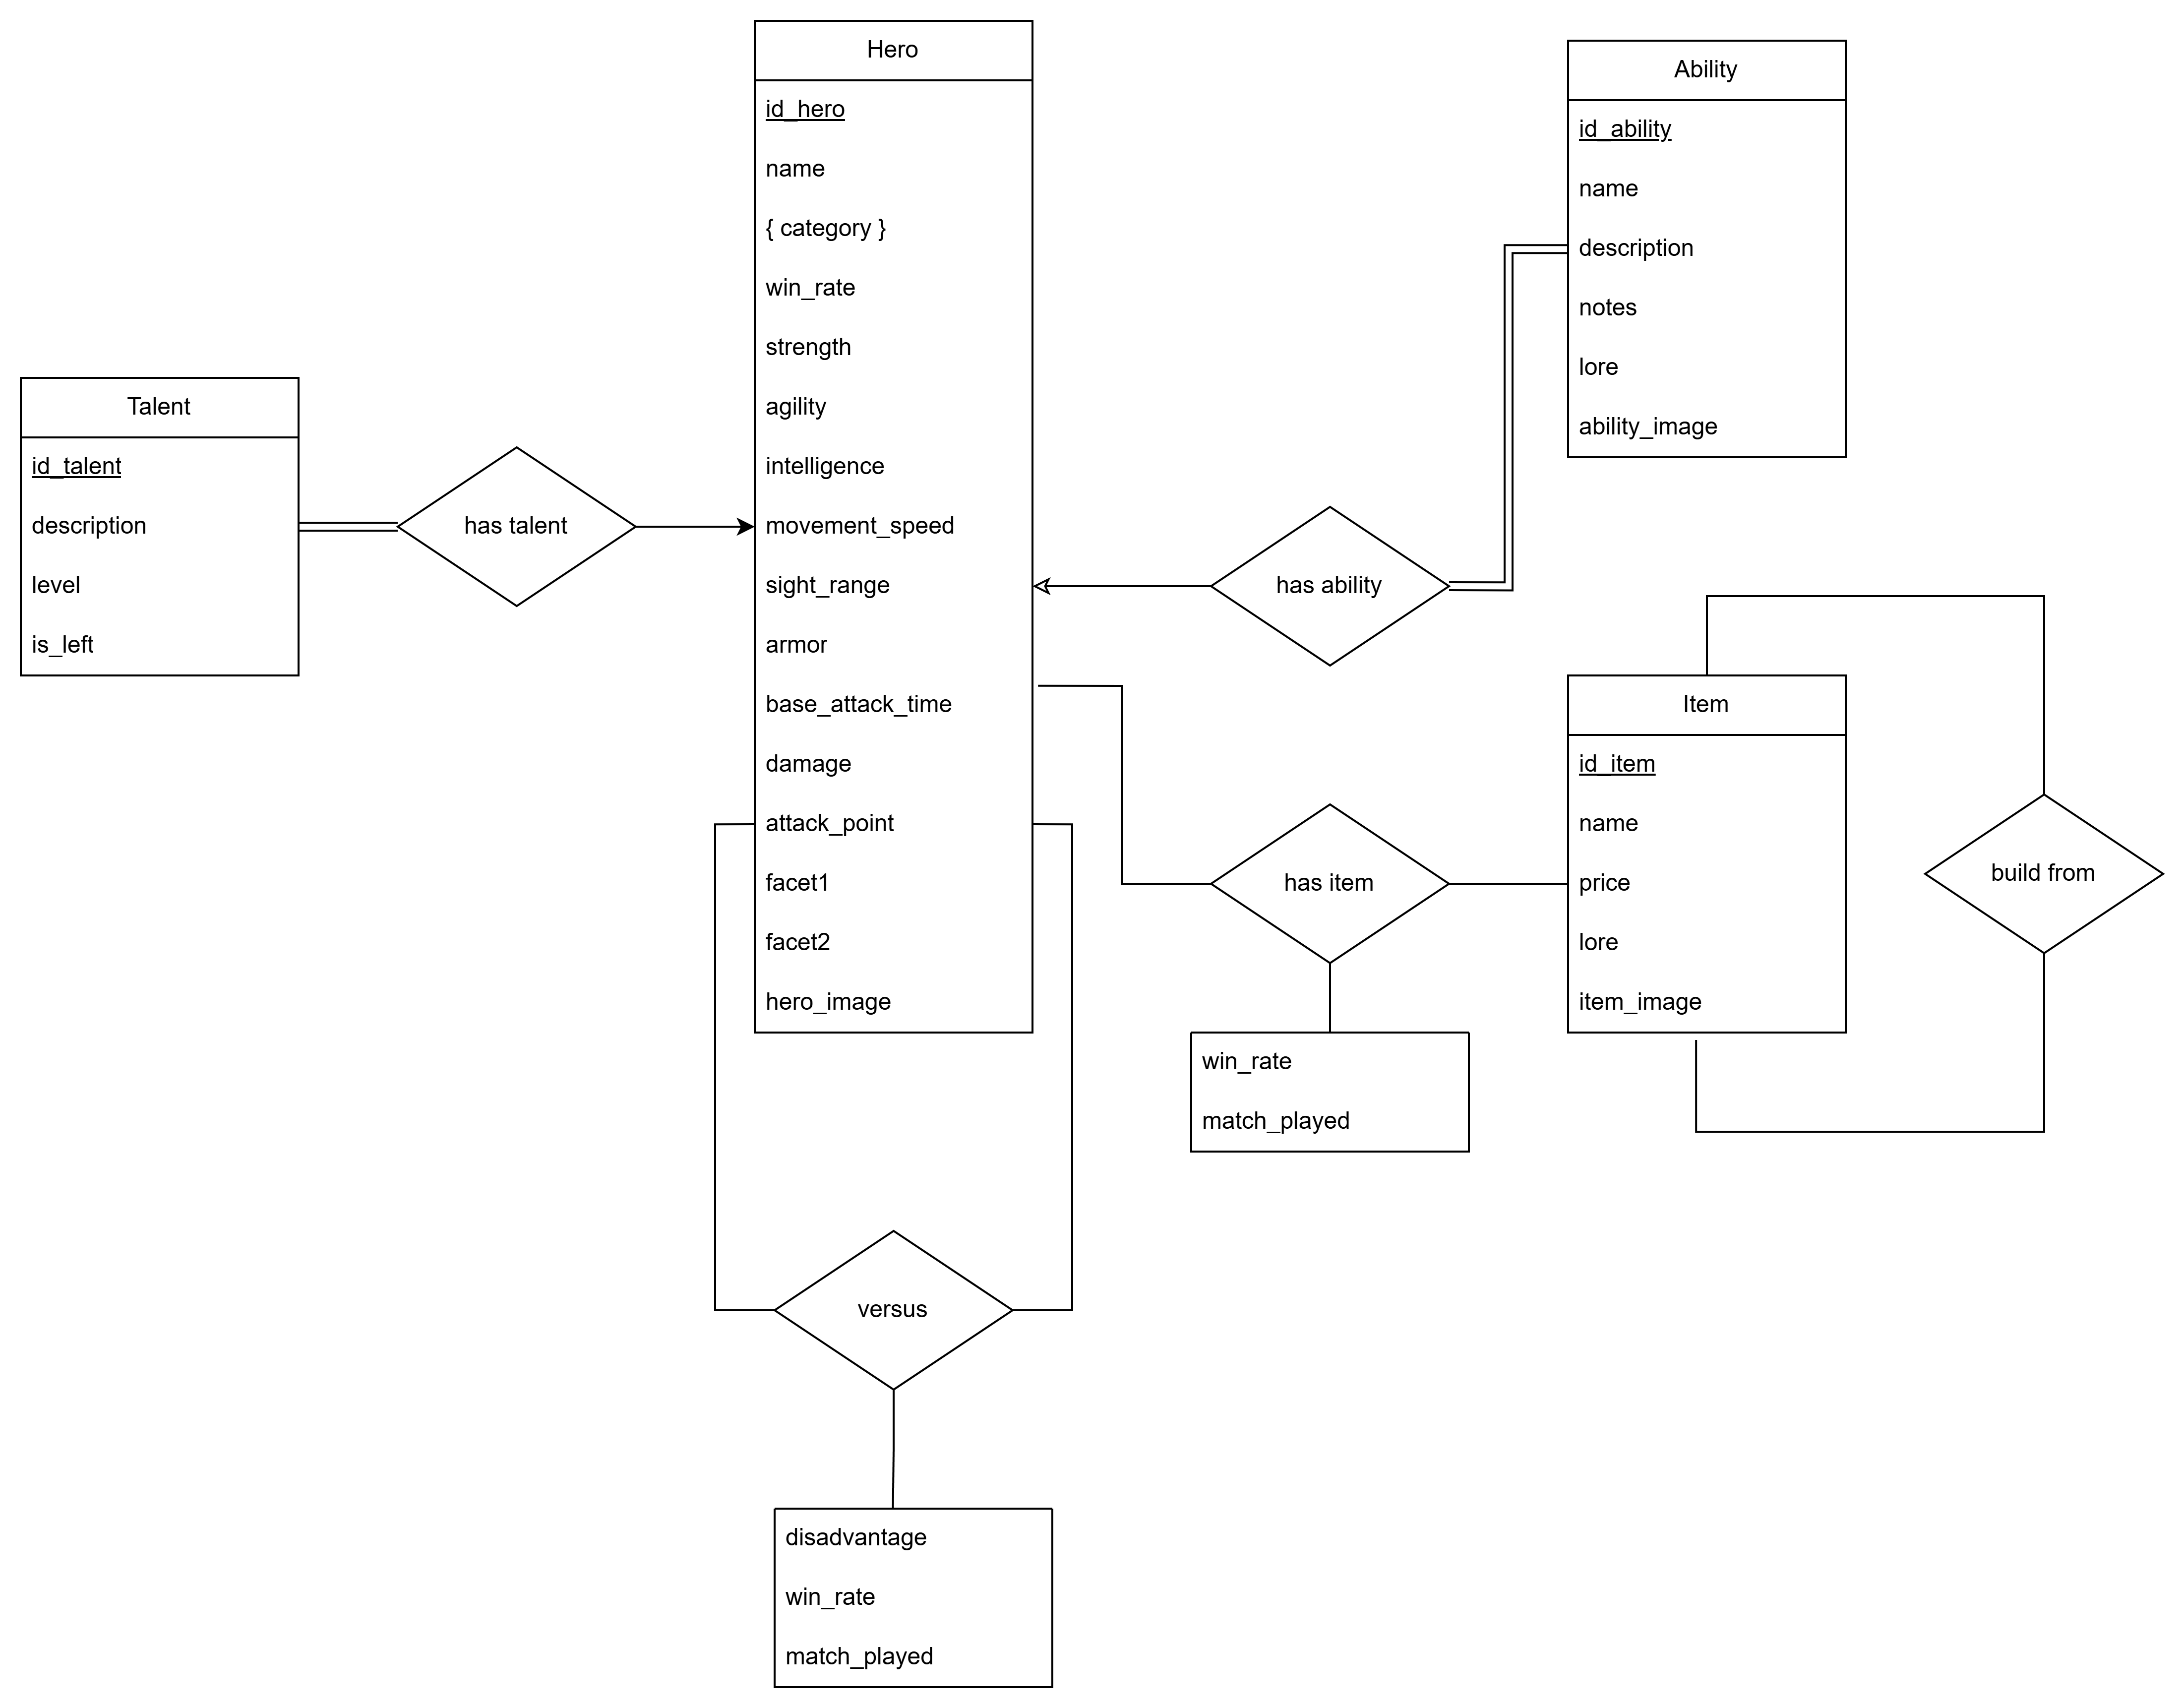 Hero
id_hero
name
{ category }
win_rate
strength
agility
intelligence
movement_speed
sight_range
armor
base_attack_time
damage
attack_point
facet1
facet2
hero_image
Ability
id_ability
name
description
notes
lore
ability_image
Talent
id_talent
description
level
is_left
has talent
has ability
Item
id_item
name
price
lore
item_image
has item
build from
win_rate
match_played
versus
disadvantage
win_rate
match_played